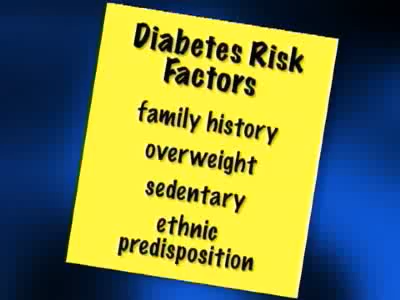 Diabetes Risk
Factors
family history
overweight
sedentary
ethnic
predisposition